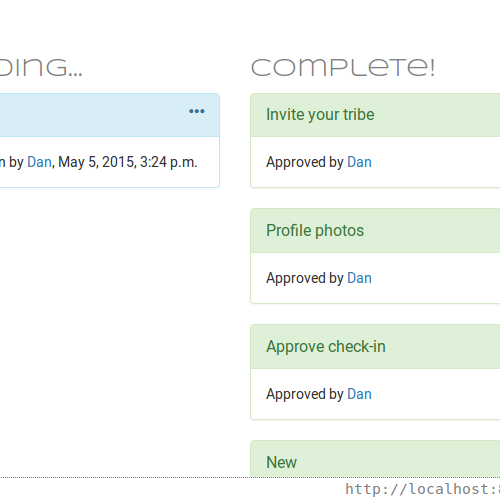 DING...
•••
n by Dan, May 5, 2015, 3:24 p.m.
COMPLETE!
Invite your tribe
Approved by Dan
Profile photos
Approved by Dan
Approve check-in
Approved by Dan
New
http://localhost:8